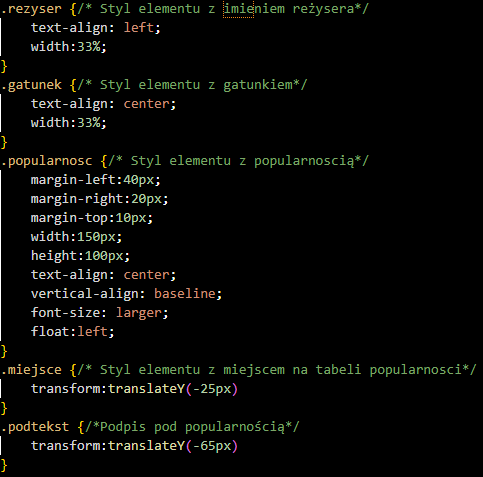 .rezyser {/* Styl elementu z imieniem reżysera*/
    text-align: left;
    width:33%;
}
.gatunek {/* Styl elementu z gatunkiem*/
    text-align: center;
    width:33%;
}
.popularnosc {/* Styl elementu z popularnoscią*/
    margin-left:40px;
    margin-right:20px;
    margin-top:10px;
    width:150px;
    height:100px;
    text-align: center;
    vertical-align: baseline;
    font-size: larger;
    float:left;
}
.miejsce {/* Styl elementu z miejscem na tabeli popularnosci*/
    transform:translateY(-25px)
}
.podtekst {/*Podpis pod popularnością*/
    transform:translateY(-65px)
}